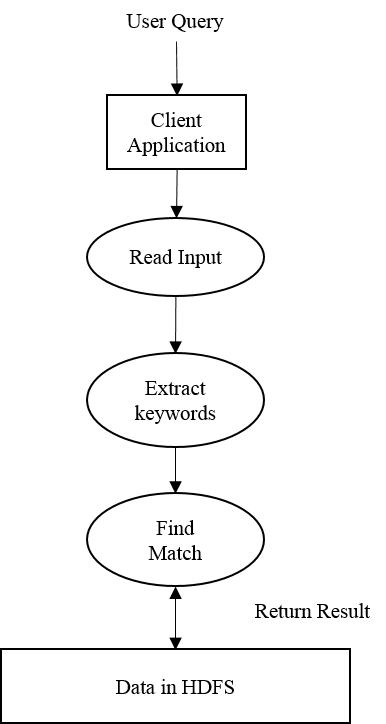 User Query
Client
Application
Read Input
Extract
keywords
Find
Match
Return Result
Data in HDFS